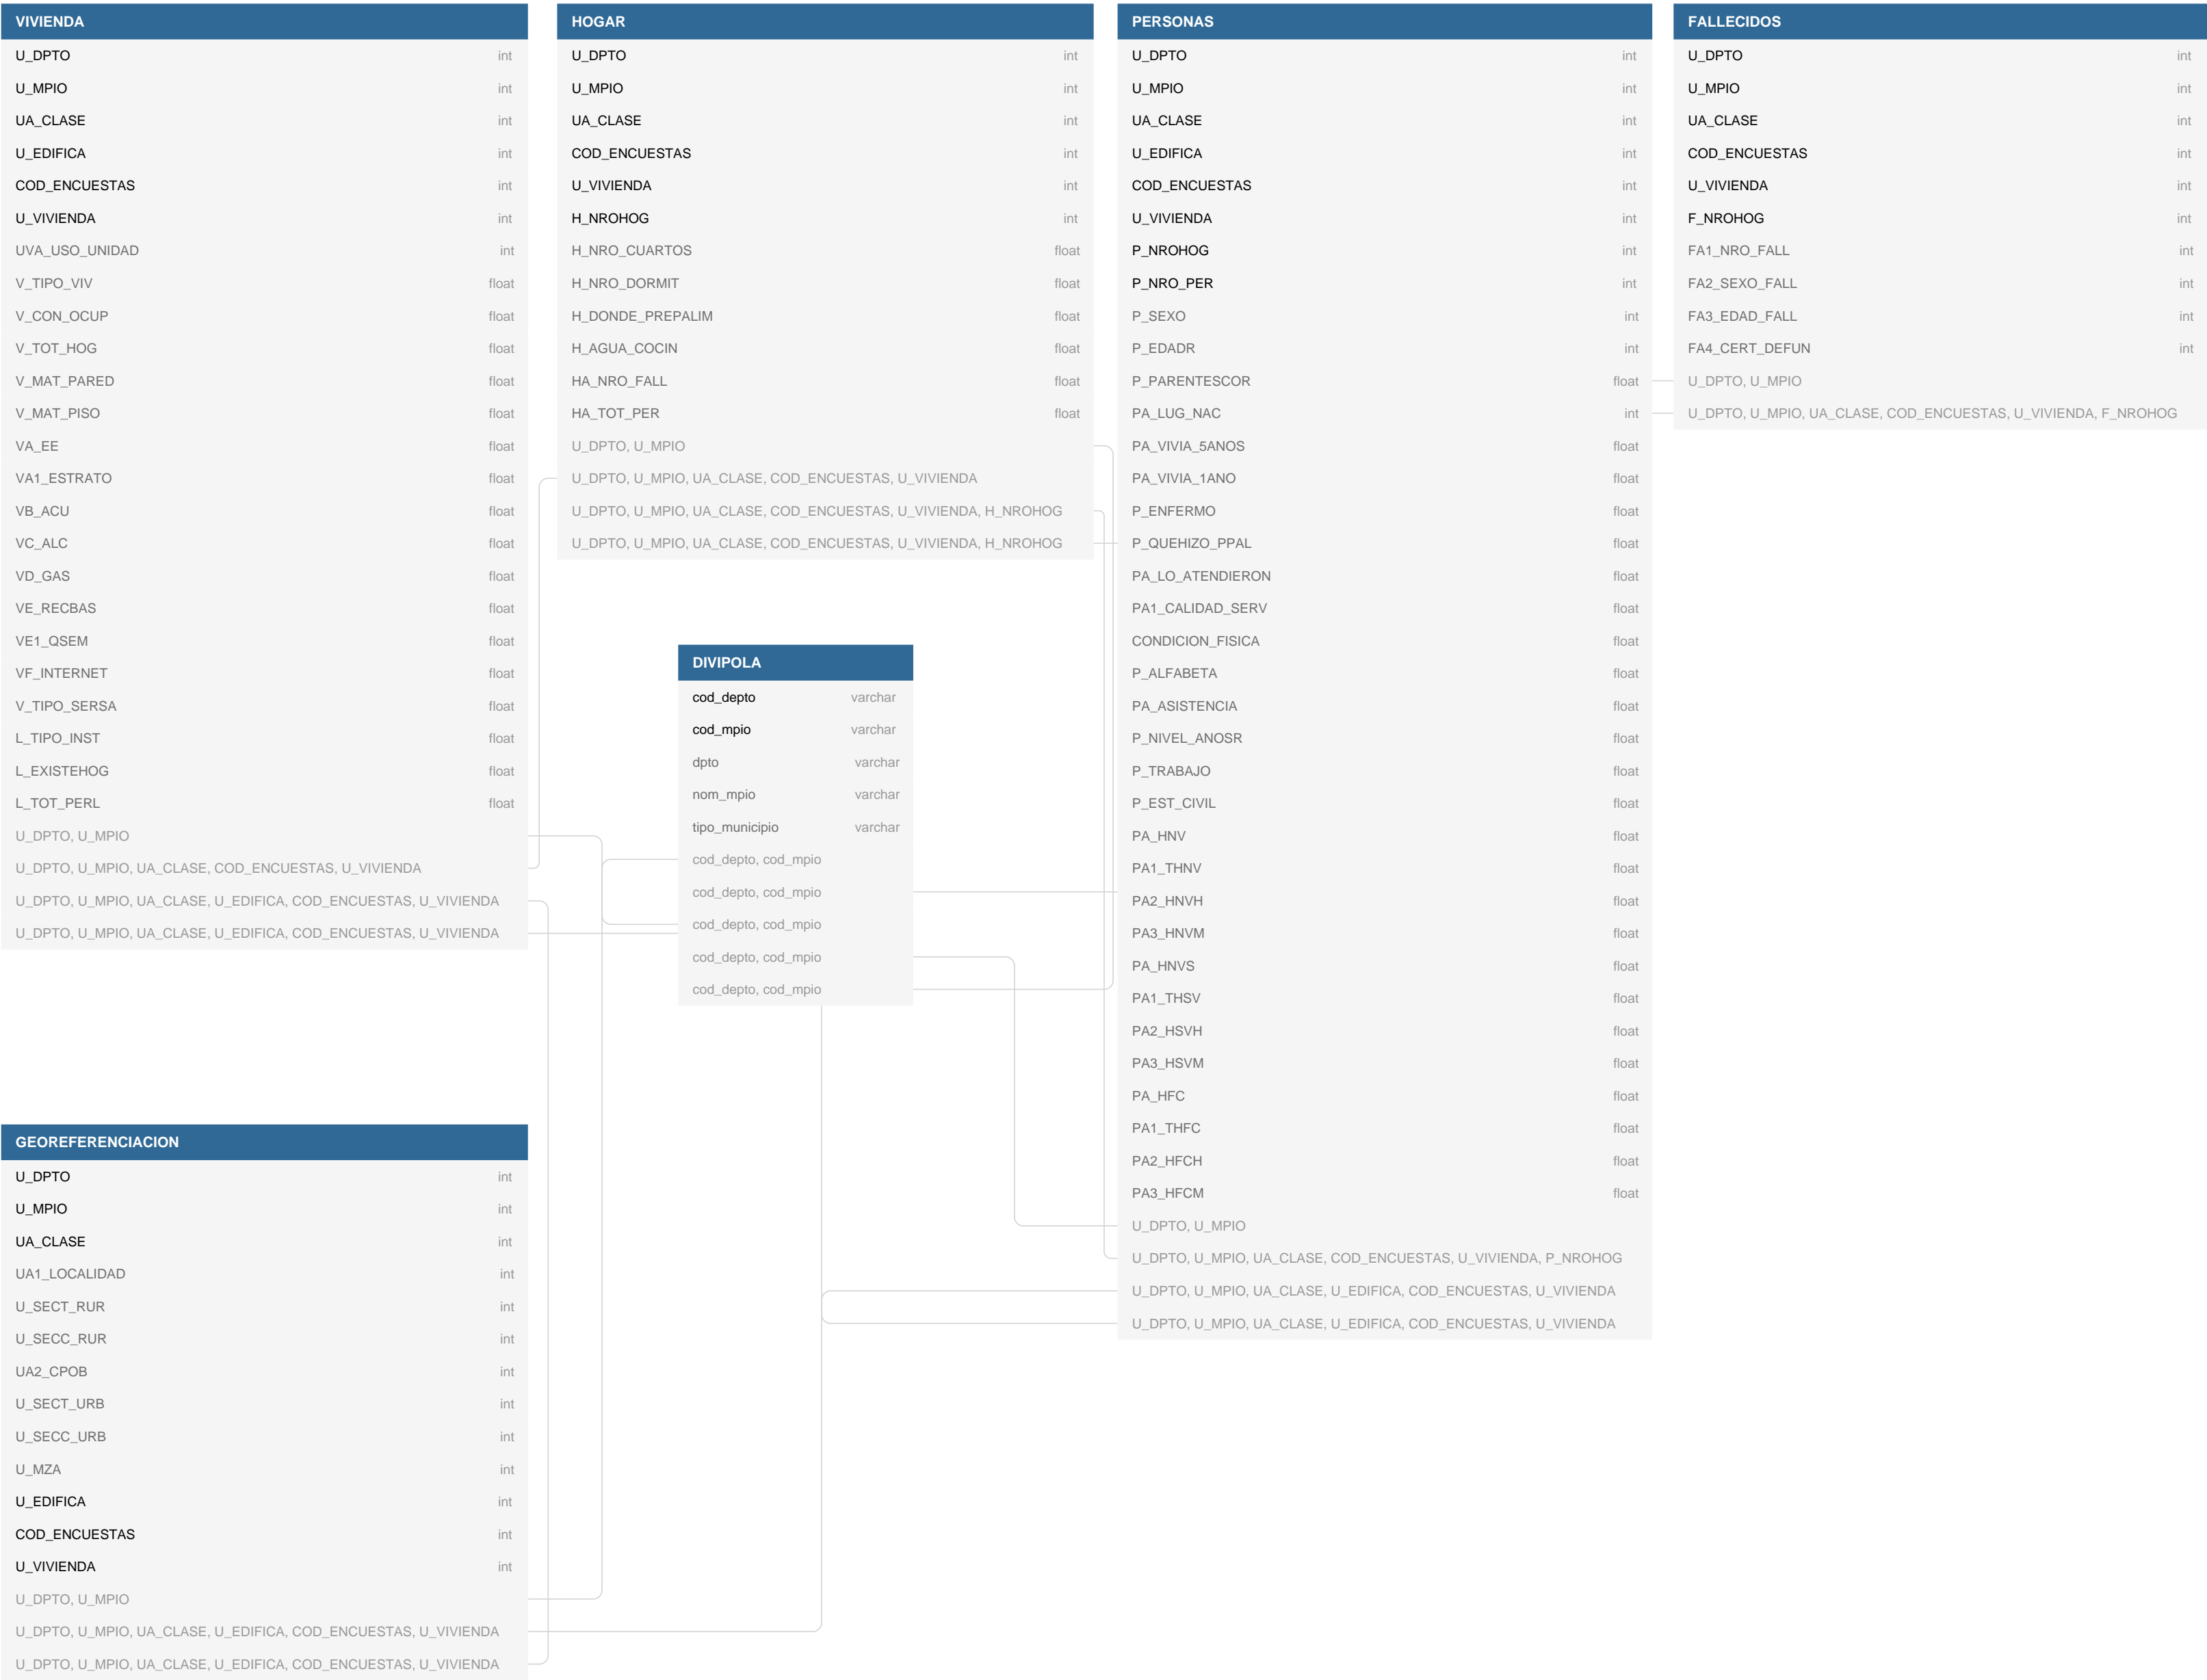 VIVIENDA
U_DPTO int
U_MPIO int
UA_CLASE int
U_EDIFICA int
COD_ENCUESTAS int
U_VIVIENDA int
UVA_USO_UNIDAD int
V_TIPO_VIV float
V_CON_OCUP float
V_TOT_HOG float
V_MAT_PARED float
V_MAT_PISO float
VA_EE float
VA1_ESTRATO float
VB_ACU float
VC_ALC float
VD_GAS float
VE_RECBAS float
VE1_QSEM float
VF_INTERNET float
V_TIPO_SERSA float
L_TIPO_INST float
L_EXISTEHOG float
L_TOT_PERL float
U_DPTO, U_MPIO
U_DPTO, U_MPIO, UA_CLASE, COD_ENCUESTAS, U_VIVIENDA
U_DPTO, U_MPIO, UA_CLASE, U_EDIFICA, COD_ENCUESTAS, U_VIVIENDA
U_DPTO, U_MPIO, UA_CLASE, U_EDIFICA, COD_ENCUESTAS, U_VIVIENDA
HOGAR
U_DPTO int
U_MPIO int
UA_CLASE int
COD_ENCUESTAS int
U_VIVIENDA int
H_NROHOG int
H_NRO_CUARTOS float
H_NRO_DORMIT float
H_DONDE_PREPALIM float
H_AGUA_COCIN float
HA_NRO_FALL float
HA_TOT_PER float
U_DPTO, U_MPIO
U_DPTO, U_MPIO, UA_CLASE, COD_ENCUESTAS, U_VIVIENDA
U_DPTO, U_MPIO, UA_CLASE, COD_ENCUESTAS, U_VIVIENDA, H_NROHOG
U_DPTO, U_MPIO, UA_CLASE, COD_ENCUESTAS, U_VIVIENDA, H_NROHOG
PERSONAS
U_DPTO int
U_MPIO int
UA_CLASE int
U_EDIFICA int
COD_ENCUESTAS int
U_VIVIENDA int
P_NROHOG int
P_NRO_PER int
P_SEXO int
P_EDADR int
P_PARENTESCOR float
PA_LUG_NAC int
PA_VIVIA_5ANOS float
PA_VIVIA_1ANO float
P_ENFERMO float
P_QUEHIZO_PPAL float
PA_LO_ATENDIERON float
PA1_CALIDAD_SERV float
CONDICION_FISICA float
P_ALFABETA float
PA_ASISTENCIA float
P_NIVEL_ANOSR float
P_TRABAJO float
P_EST_CIVIL float
PA_HNV float
PA1_THNV float
PA2_HNVH float
PA3_HNVM float
PA_HNVS float
PA1_THSV float
PA2_HSVH float
PA3_HSVM float
PA_HFC float
PA1_THFC float
PA2_HFCH float
PA3_HFCM float
U_DPTO, U_MPIO
U_DPTO, U_MPIO, UA_CLASE, COD_ENCUESTAS, U_VIVIENDA, P_NROHOG
U_DPTO, U_MPIO, UA_CLASE, U_EDIFICA, COD_ENCUESTAS, U_VIVIENDA
U_DPTO, U_MPIO, UA_CLASE, U_EDIFICA, COD_ENCUESTAS, U_VIVIENDA
FALLECIDOS
U_DPTO int
U_MPIO int
UA_CLASE int
COD_ENCUESTAS int
U_VIVIENDA int
F_NROHOG int
FA1_NRO_FALL int
FA2_SEXO_FALL int
FA3_EDAD_FALL int
FA4_CERT_DEFUN int
U_DPTO, U_MPIO
U_DPTO, U_MPIO, UA_CLASE, COD_ENCUESTAS, U_VIVIENDA, F_NROHOG
DIVIPOLA
cod_depto varchar
cod_mpio varchar
dpto varchar
nom_mpio varchar
tipo_municipio varchar
cod_depto, cod_mpio
cod_depto, cod_mpio
cod_depto, cod_mpio
cod_depto, cod_mpio
cod_depto, cod_mpio
GEOREFERENCIACION
U_DPTO int
U_MPIO int
UA_CLASE int
UA1_LOCALIDAD int
U_SECT_RUR int
U_SECC_RUR int
UA2_CPOB int
U_SECT_URB int
U_SECC_URB int
U_MZA int
U_EDIFICA int
COD_ENCUESTAS int
U_VIVIENDA int
U_DPTO, U_MPIO
U_DPTO, U_MPIO, UA_CLASE, U_EDIFICA, COD_ENCUESTAS, U_VIVIENDA
U_DPTO, U_MPIO, UA_CLASE, U_EDIFICA, COD_ENCUESTAS, U_VIVIENDA